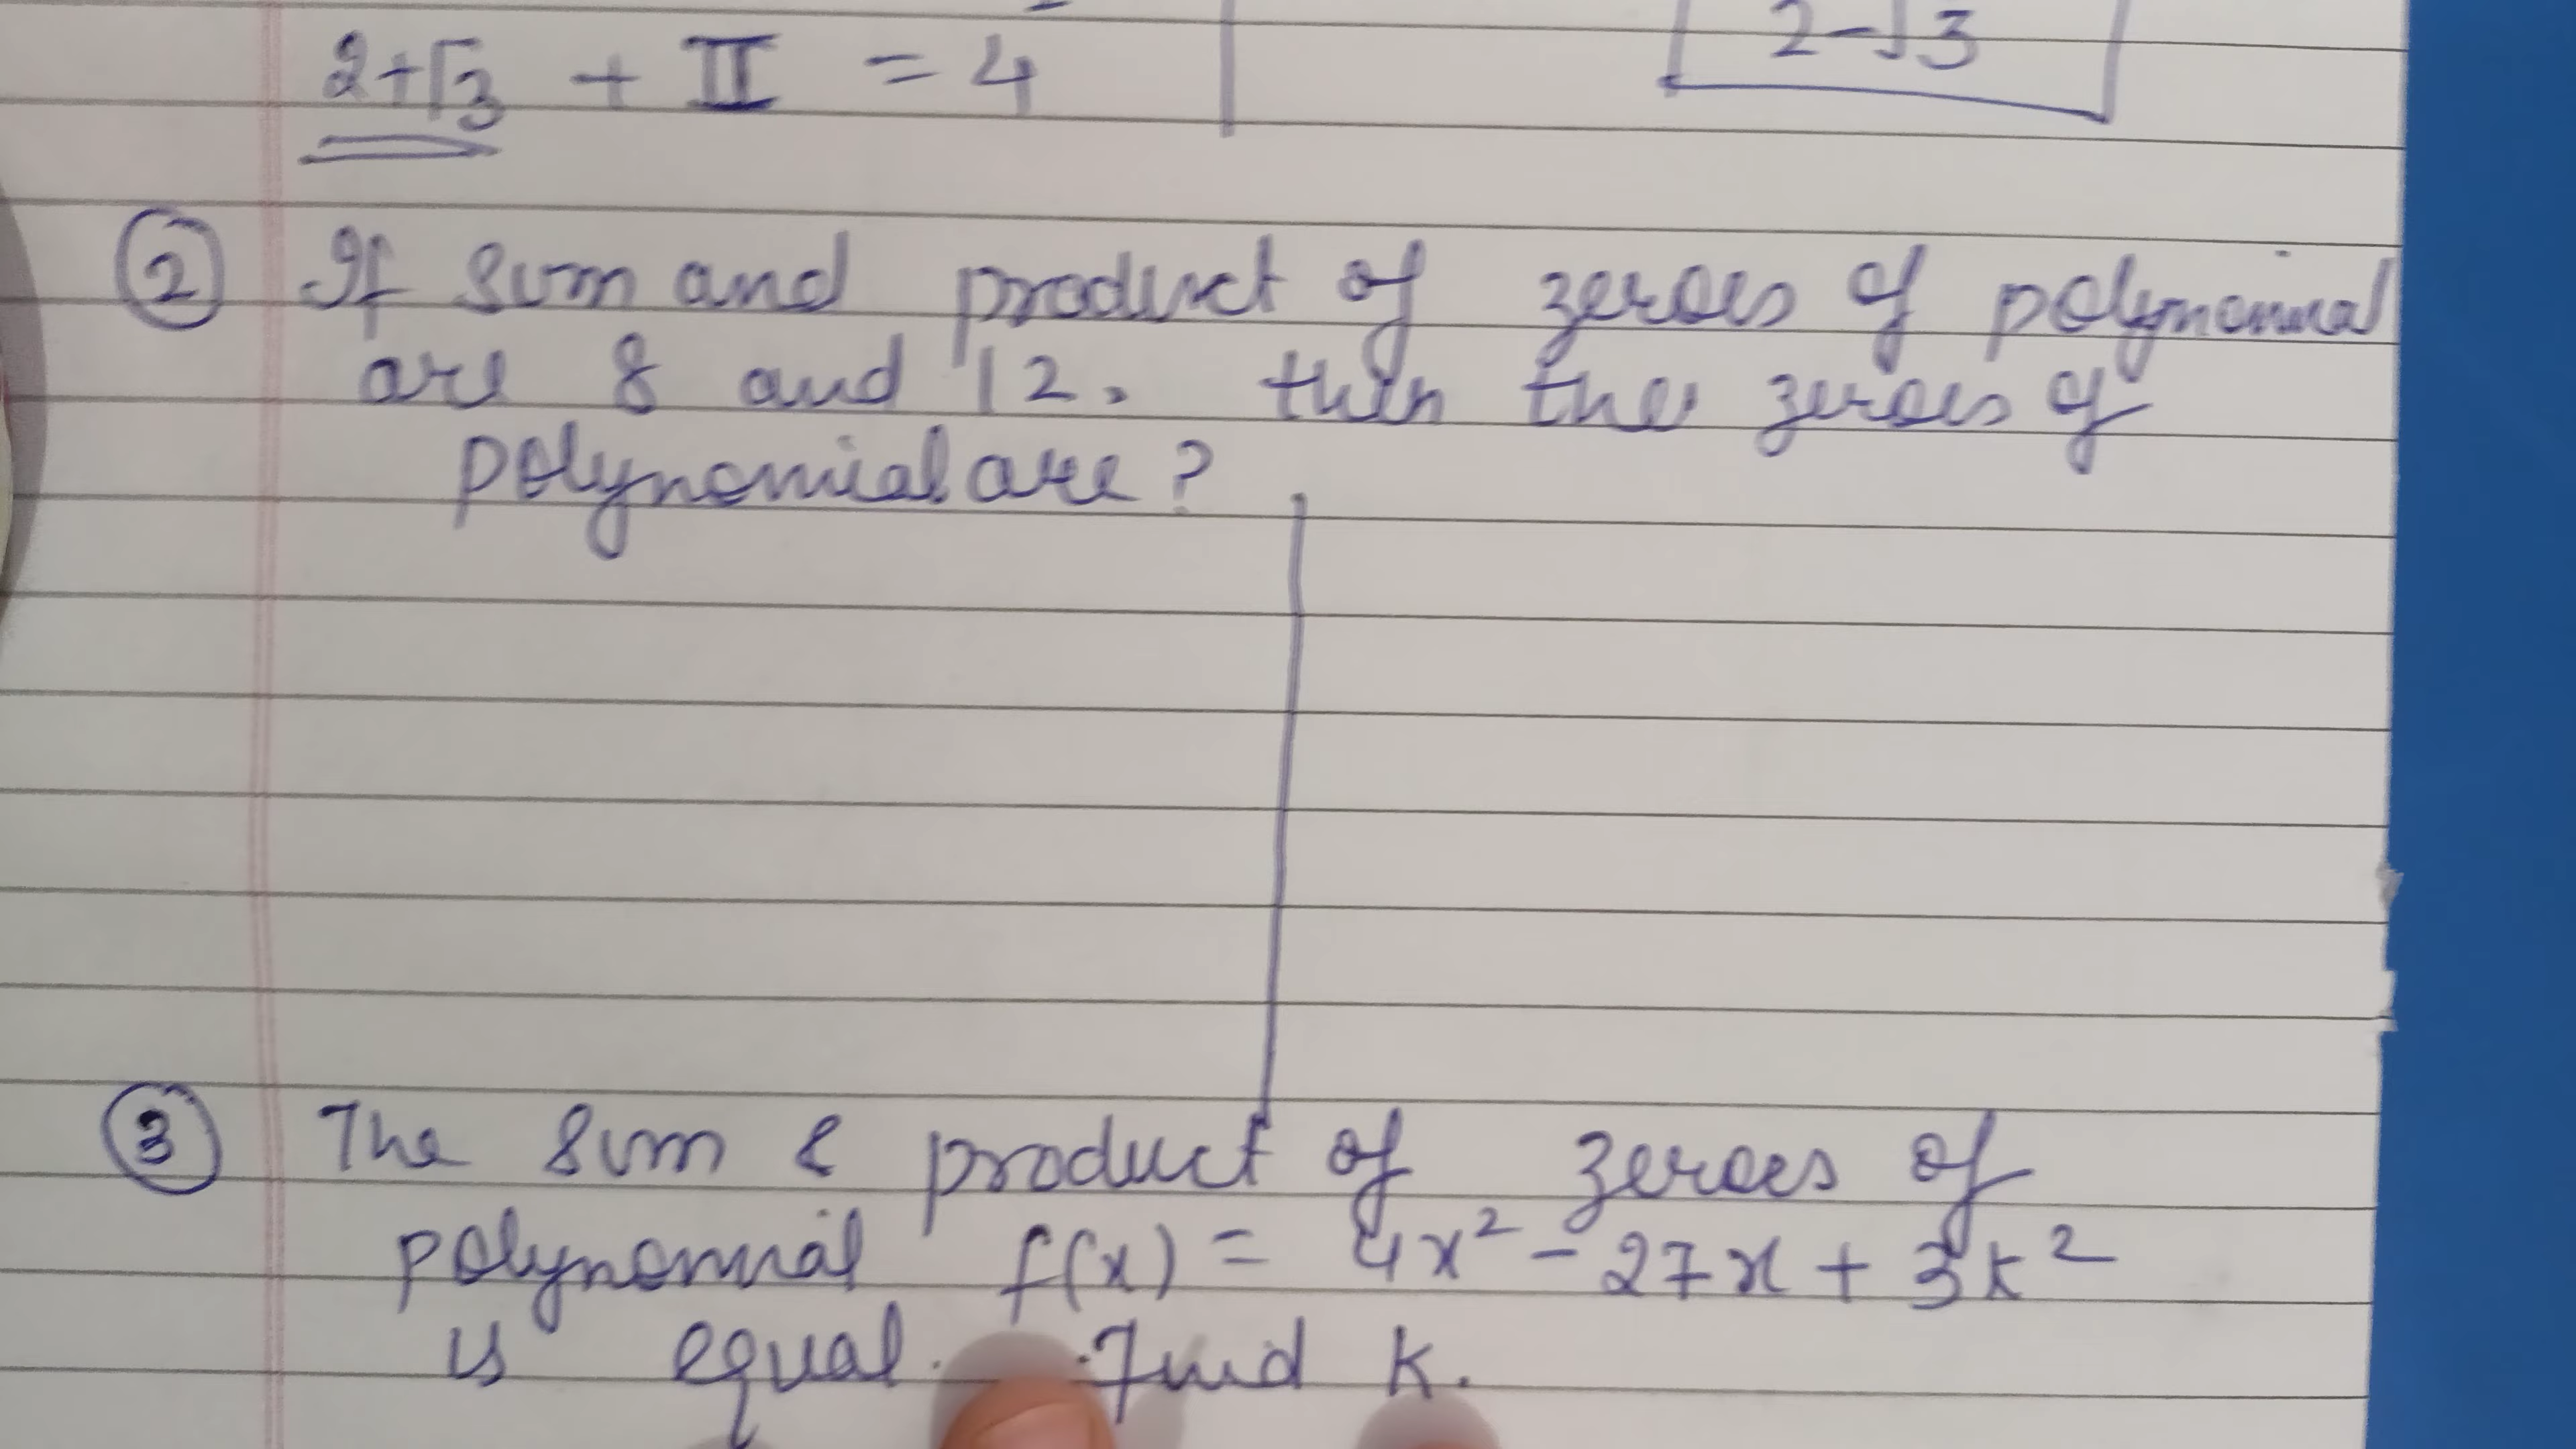 2+√3 + II = 4
2-√3
② If sum and product of zeroes of polynomial
are 8 and 12. then the zeroes of
polynomial are?
③ The sum & product of zeroes of
polynomial f(x) = 4x² - 27x + 3k²
is equal. Find k.